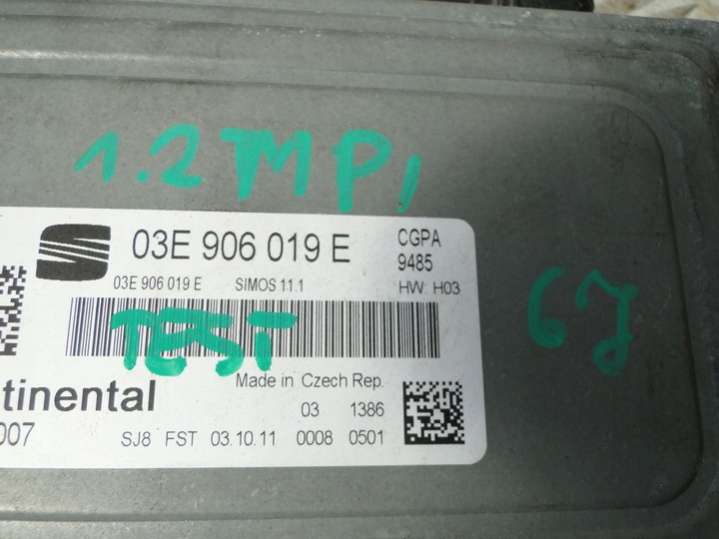 1.2 MPI
03E 906 019 E
CGPA
9485
03E 906 019 E SIMOS 11.1 HW: H03
TEST
6J
Made in Czech Rep.
tinental 03 1386
007 SJ8 FST 03.10.11 0008 0501